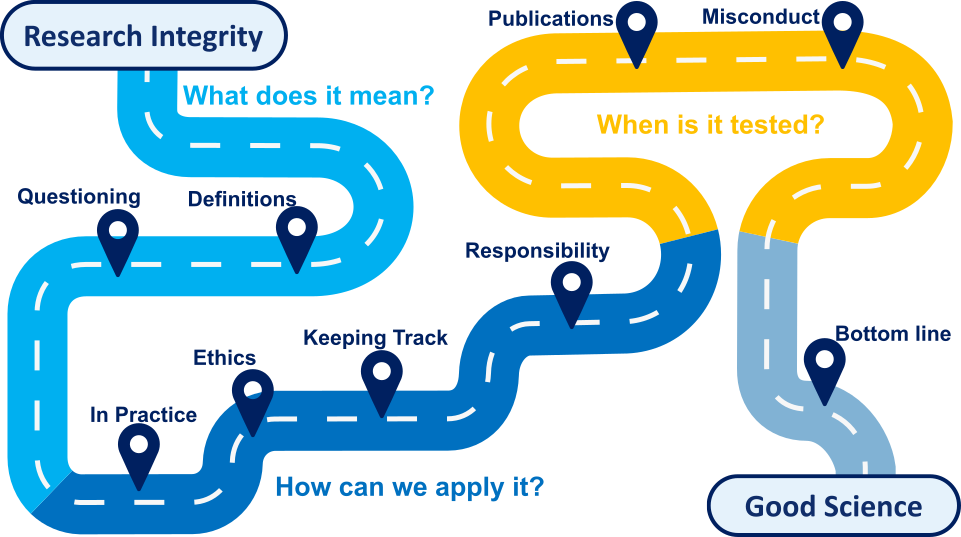 Research Integrity
What does it mean?
Definitions
Questioning
In Practice
Ethics
Keeping Track
Responsibility
How can we apply it?
Publications
Misconduct
When is it tested?
Bottom line
Good Science